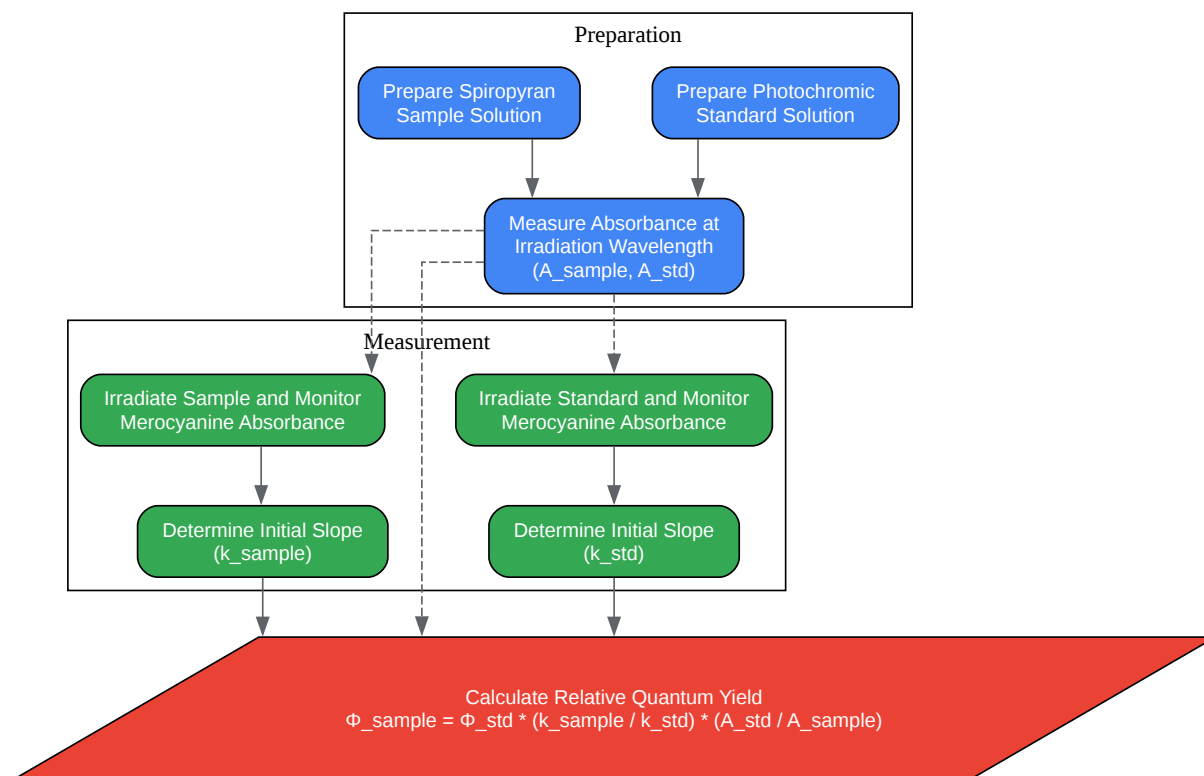 Preparation
Prepare Spiropyran
Sample Solution
Prepare Photochromic
Standard Solution
Measure Absorbance at
Irradiation Wavelength
(A_sample, A_std)
Measurement
Irradiate Sample and Monitor
Merocyanine Absorbance
Irradiate Standard and Monitor
Merocyanine Absorbance
Determine Initial Slope
(k_sample)
Determine Initial Slope
(k_std)
Calculate Relative Quantum Yield
Φ_sample = Φ_std * (k_sample / k_std) * (A_std / A_sample)